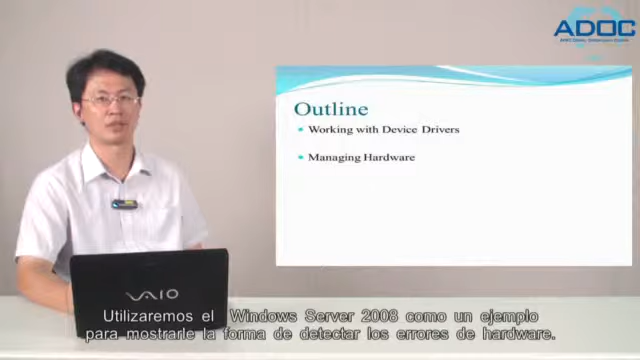 ADOC
Outline
Working with Device Drivers
Managing Hardware
VAIO
Utilizaremos el Windows Server 2008 como un ejemplo
para mostrarle la forma de detectar los errores de hardware.